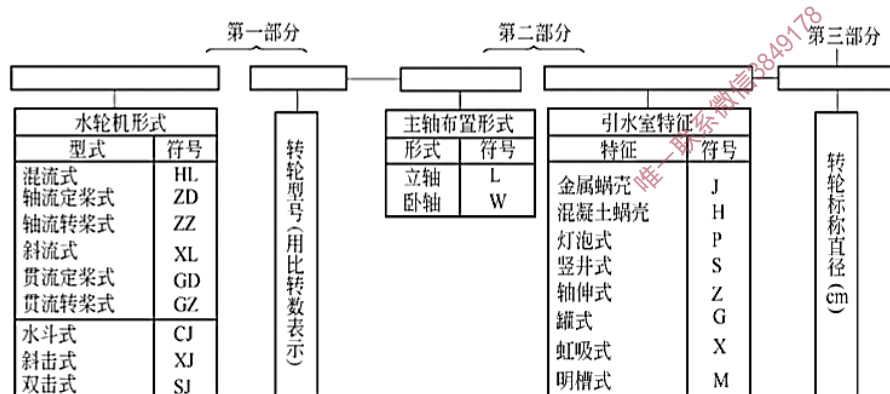 第一部分
第二部分
第三部分
水轮机形式
型式 符号
混流式 HL
轴流定桨式 ZD
轴流转桨式 ZZ
斜流式 XL
贯流定桨式 GD
贯流转桨式 GZ
水斗式 CJ
斜击式 XJ
双击式 SJ
转轮型号(用比转数表示)
主轴布置形式
形式 符号
立轴 L
卧轴 W
引水室特征
特征 符号
金属蜗壳 J
混凝土蜗壳 H
灯泡式 P
竖井式 S
轴伸式 Z
罐式 G
虹吸式 X
明槽式 M
转轮标称直径(cm)
唯一联系微信3849178